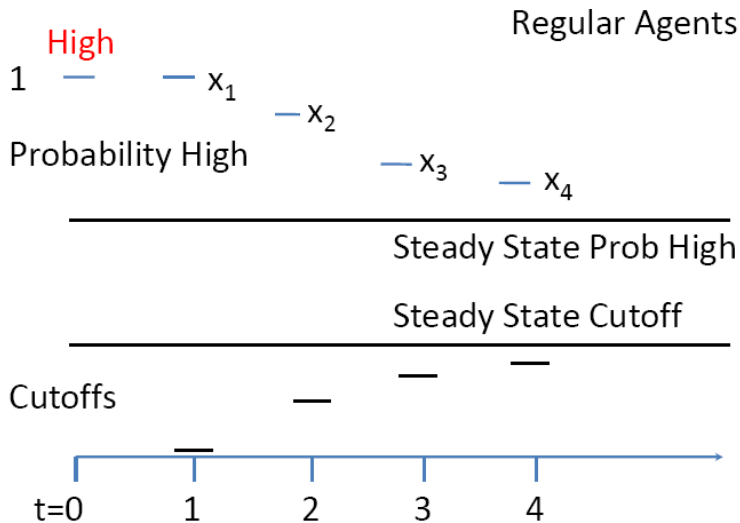 Regular Agents
High
1
x₁
x₂
Probability High
x₃
x₄
Steady State Prob High
Steady State Cutoff
Cutoffs
t=0 1 2 3 4